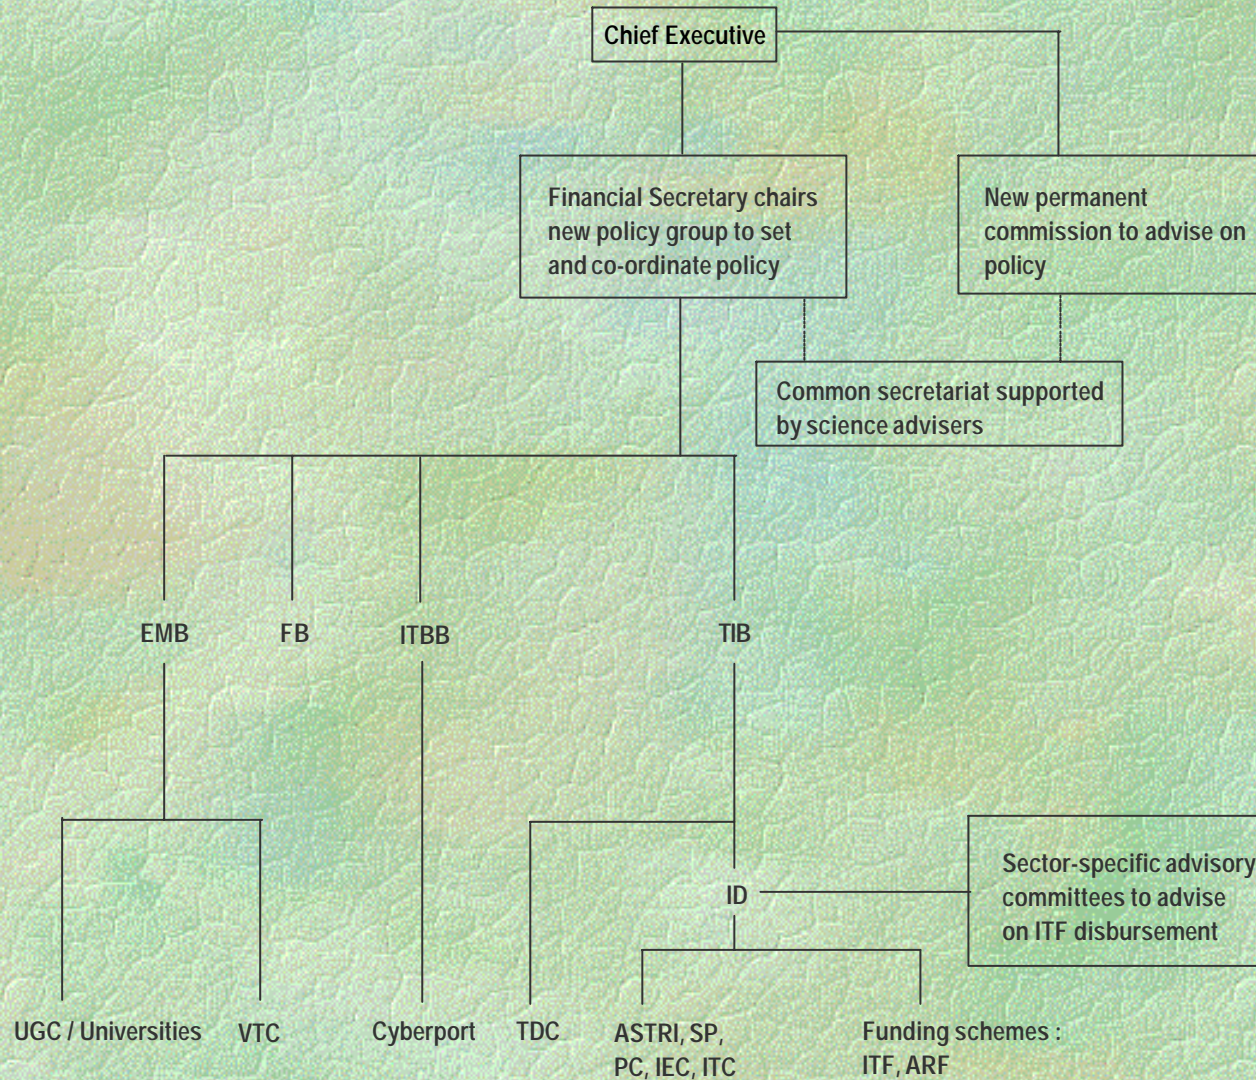 Chief Executive
Financial Secretary chairs
new policy group to set
and co-ordinate policy
New permanent
commission to advise on
policy
Common secretariat supported
by science advisers
EMB
FB
ITBB
TIB
ID
Sector-specific advisory
committees to advise
on ITF disbursement
UGC / Universities
VTC
Cyberport
TDC
ASTRI, SP,
PC, IEC, ITC
Funding schemes :
ITF, ARF